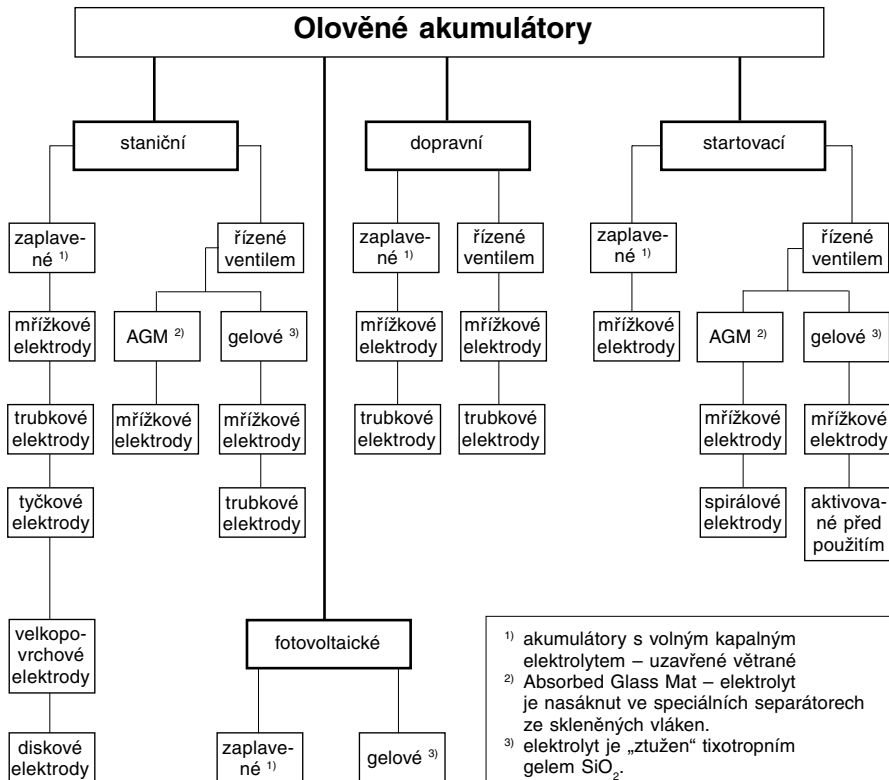 Olověné akumulátory
staniční
dopravní
startovací
zaplave-
né ¹⁾
řízené
ventilem
zaplave-
né ¹⁾
řízené
ventilem
zaplave-
né ¹⁾
řízené
ventilem
mřížkové
elektrody
AGM ²⁾
gelové ³⁾
mřížkové
elektrody
mřížkové
elektrody
mřížkové
AGM ²⁾
gelové ³⁾
trubkové
elektrody
mřížkové
elektrody
mřížkové
elektrody
trubkové
elektrody
trubkové
elektrody
mřížkové
elektrody
mřížkové
elektrody
tyčkové
elektrody
trubkové
elektrody
spirálové
elektrody
aktivova-
né před
použitím
velkopo-
vrchové
elektrody
fotovoltaické
diskové
elektrody
zaplave-
né ¹⁾
gelové ³⁾
¹⁾ akumulátory s volným kapalným
elektrolytem – uzavřené větrané
²⁾ Absorbed Glass Mat – elektrolyt
je nasáknut ve speciálních separátorech
ze skleněných vláken.
³⁾ elektrolyt je „ztužen“ tixotropním
gelem SiO₂.